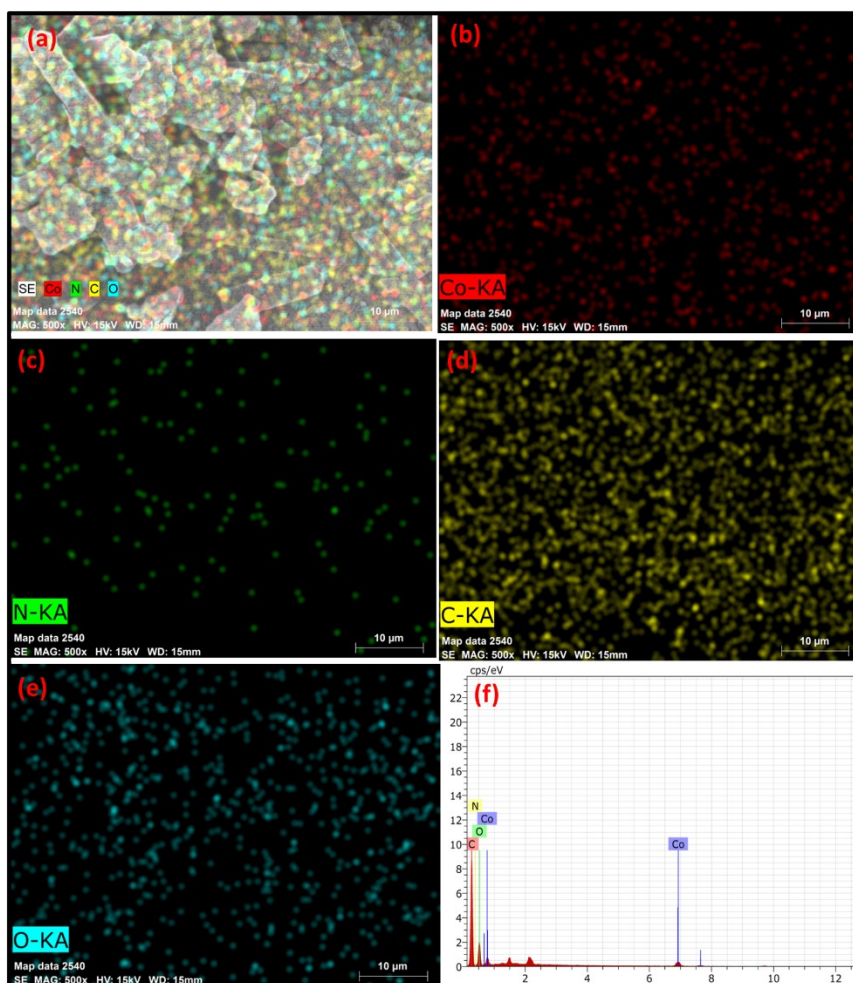 (a)
SE Co N C O
Map data 2540
MAG: 500x HV: 15kV WD: 15mm
10 µm
(b)
Co-KA
Map data 2540
SE MAG: 500x HV: 15kV WD: 15mm
10 µm
(c)
N-KA
Map data 2540
SE MAG: 500x HV: 15kV WD: 15mm
10 µm
(d)
C-KA
Map data 2540
SE MAG: 500x HV: 15kV WD: 15mm
10 µm
(e)
O-KA
Map data 2540
SE MAG: 500x HV: 15kV WD: 15mm
10 µm
cps/eV
(f)
22
20
18
16
14
N
Co
12
O
C
Co
10
8
6
4
2
0
2
4
6
8
10
12